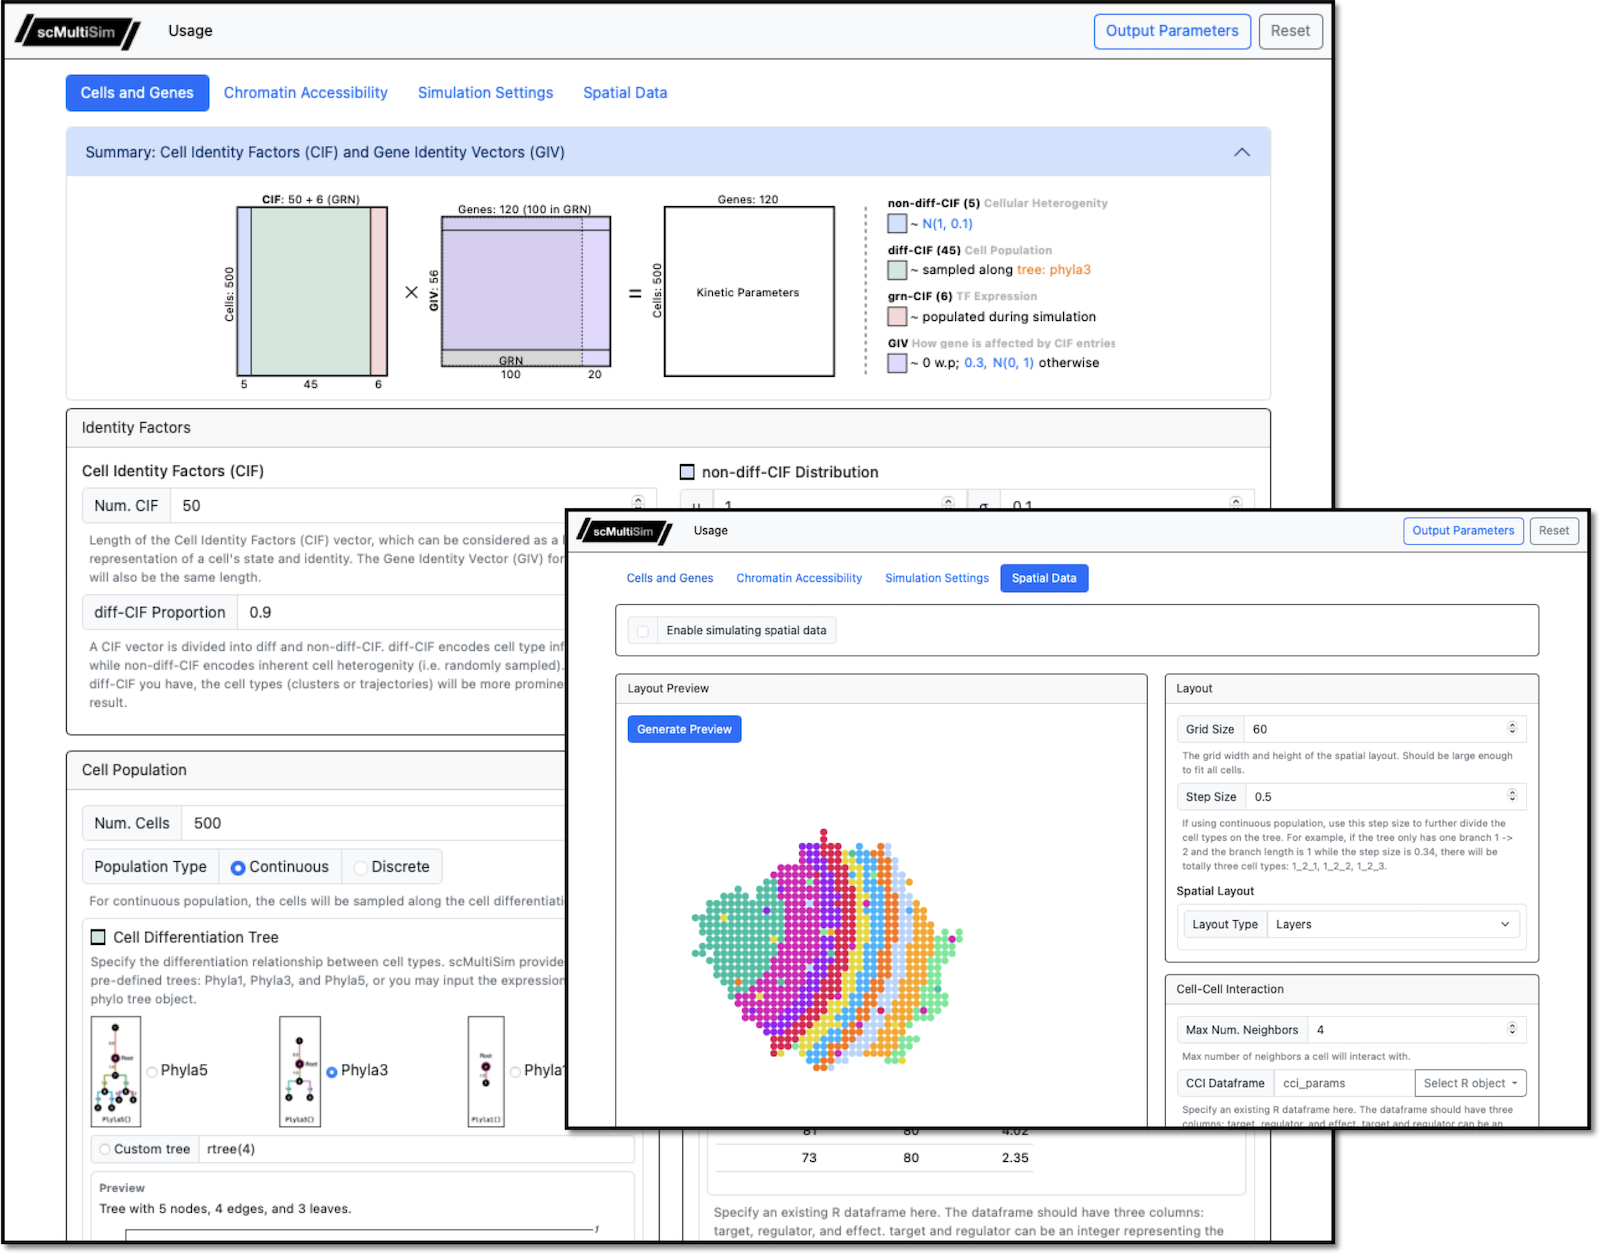 scMultiSim
Usage
Output Parameters
Reset
Cells and Genes
Chromatin Accessibility
Simulation Settings
Spatial Data
Summary: Cell Identity Factors (CIF) and Gene Identity Vectors (GIV)
CIF: 50 + 6 (GRN)
Cells: 500
5
45
6
×
Genes: 120 (100 in GRN)
GIV: 56
GRN
100
20
=
Genes: 120
Cells: 500
Kinetic Parameters
non-diff-CIF (5) Cellular Heterogenity
~ N(1, 0.1)
diff-CIF (45) Cell Population
~ sampled along tree: phyla3
grn-CIF (6) TF Expression
~ populated during simulation
GIV How gene is affected by CIF entries
~ 0 w.p; 0.3, N(0, 1) otherwise
Identity Factors
Cell Identity Factors (CIF)
Num. CIF 50
Length of the Cell Identity Factors (CIF) vector, which can be considered as a
representation of a cell's state and identity. The Gene Identity Vector (GIV) for
will also be the same length.
diff-CIF Proportion 0.9
A CIF vector is divided into diff and non-diff-CIF. diff-CIF encodes cell type inf
while non-diff-CIF encodes inherent cell heterogenity (i.e. randomly sampled).
diff-CIF you have, the cell types (clusters or trajectories) will be more promine
result.
non-diff-CIF Distribution
μ 1
σ 0.1
Cell Population
Num. Cells 500
Population Type Continuous Discrete
For continuous population, the cells will be sampled along the cell differentiati
Cell Differentiation Tree
Specify the differentiation relationship between cell types. scMultiSim provide
pre-defined trees: Phyla1, Phyla3, and Phyla5, or you may input the expression
phylo tree object.
Root
Phyla5()
Phyla5
Root
Phyla3()
Phyla3
Root
Phyla1()
Phyla1
Custom tree rtree(4)
Preview
Tree with 5 nodes, 4 edges, and 3 leaves.
1
81 80 4.02
73 80 2.35
Specify an existing R dataframe here. The dataframe should have three columns:
target, regulator, and effect. target and regulator can be an integer representing the
scMultiSim
Usage
Output Parameters
Reset
Cells and Genes
Chromatin Accessibility
Simulation Settings
Spatial Data
Enable simulating spatial data
Layout Preview
Generate Preview
Layout
Grid Size 60
The grid width and height of the spatial layout. Should be large enough
to fit all cells.
Step Size 0.5
If using continuous population, use this step size to further divide the
cell types on the tree. For example, if the tree only has one branch 1 ->
2 and the branch length is 1 while the step size is 0.34, there will be
totally three cell types: 1_2_1, 1_2_2, 1_2_3.
Spatial Layout
Layout Type Layers
Cell-Cell Interaction
Max Num. Neighbors 4
Max number of neighbors a cell will interact with.
CCI Dataframe cci_params Select R object
Specify an existing R dataframe here. The dataframe should have three
columns: target, regulator, and effect. target and regulator can be an